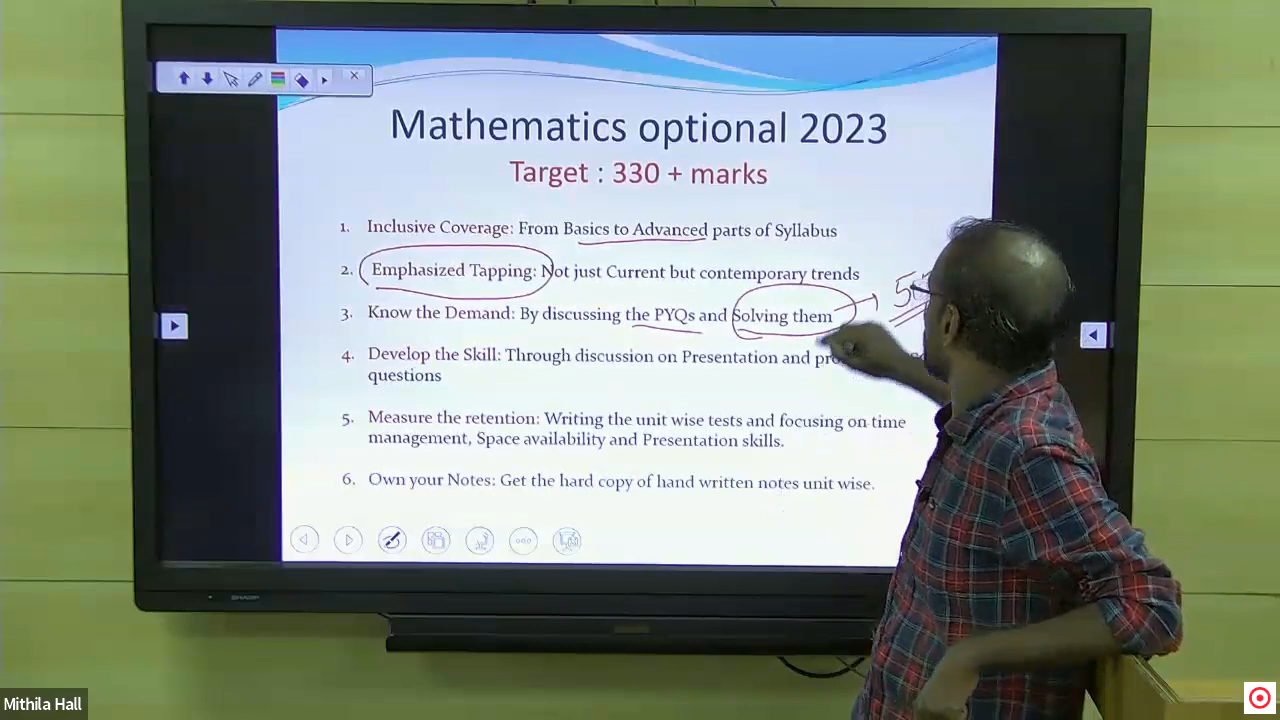 Mathematics optional 2023
Target : 330 + marks
1. Inclusive Coverage: From Basics to Advanced parts of Syllabus
2. Emphasized Tapping: Not just Current but contemporary trends
3. Know the Demand: By discussing the PYQs and Solving them
4. Develop the Skill: Through discussion on Presentation and
questions
5. Measure the retention: Writing the unit wise tests and focusing on time
management, Space availability and Presentation skills.
6. Own your Notes: Get the hard copy of hand written notes unit wise.
SHARP
Mithila Hall